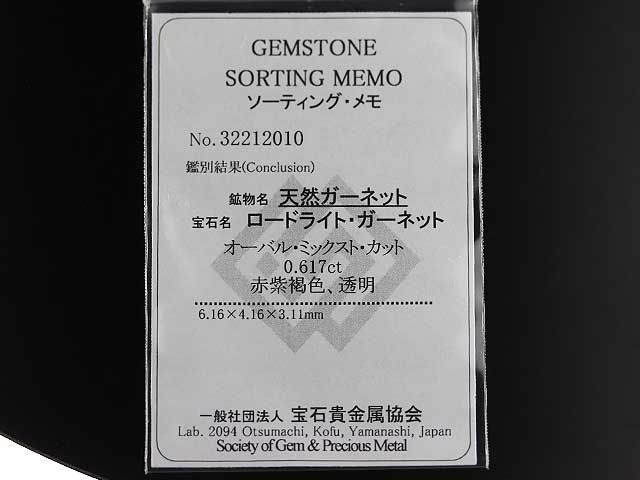 GEMSTONE
SORTING MEMO
ソーティング・メモ
No. 32212010
鑑別結果(Conclusion)
鉱物名 天然ガーネット
宝石名 ロードライト・ガーネット
オーバル・ミックスト・カット
0.617ct
赤紫褐色、透明
6.16×4.16×3.11mm
一般社団法人 宝石貴金属協会
Lab. 2094 Otsumachi, Kofu, Yamanashi, Japan
Society of Gem & Precious Metal